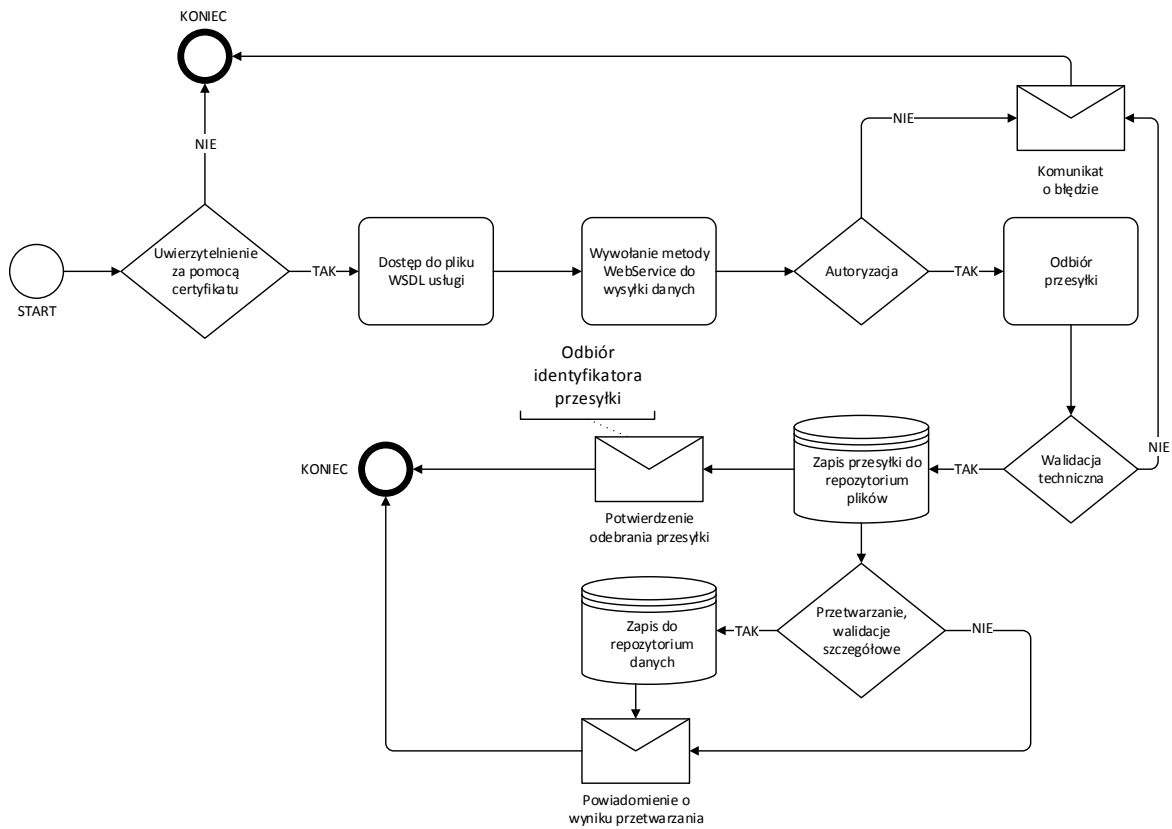 KONIEC
NIE
NIE
Komunikat
o błędzie
Uwierzytelnienie
za pomocą
certyfikatu
TAK
Dostęp do pliku
WSDL usługi
Wywołanie metody
WebService do
wysyłki danych
Autoryzacja
TAK
Odbiór
przesyłki
START
Odbiór
identyfikatora
przesyłki
KONIEC
Potwierdzenie
odebrania przesyłki
Zapis przesyłki do
repozytorium
plików
TAK
Walidacja
techniczna
NIE
Zapis do
repozytorium
danych
TAK
Przetwarzanie,
walidacje
szczegółowe
NIE
Powiadomienie o
wyniku przetwarzania